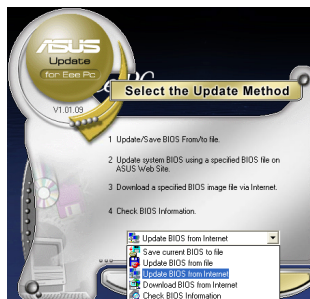 ASUS
Update
for Eee Pc
V1.01.09
Select the Update Method
1 Update/Save BIOS From/to file.
2 Update system BIOS using a specified BIOS file on
ASUS Web Site.
3 Download a specified BIOS image file via Internet.
4 Check BIOS Information.
Update BIOS from Internet
Save current BIOS to file
Update BIOS from file
Update BIOS from Internet
Download BIOS from Internet
Check BIOS Information